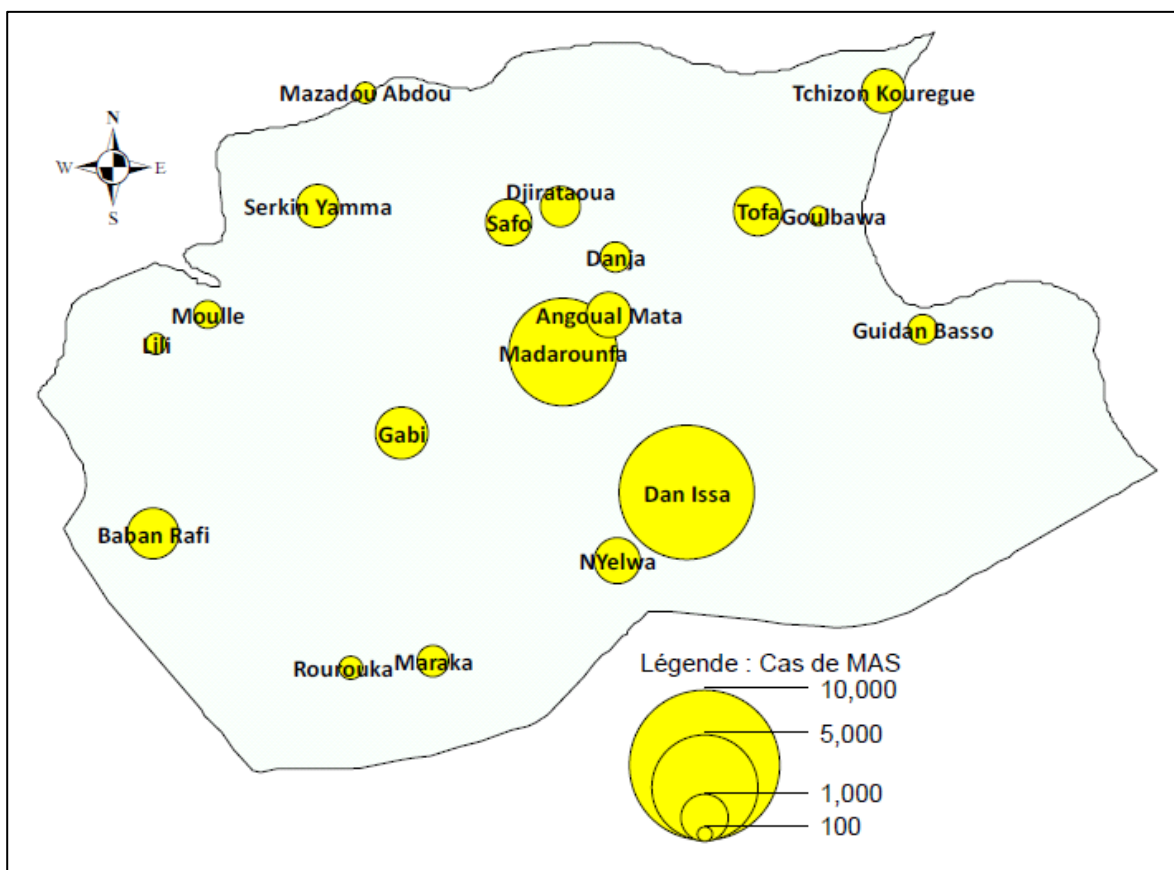 Mazadou Abdou
Tchizon Kouregue
N
W E
S
Serkin Yamma
Djirataoua
Safo
Tofa
Goulbawa
Danja
Moulle
Lili
Angoual Mata
Guidan Basso
Madarounfa
Gabi
Dan Issa
Baban Rafi
NYelwa
Rourouka
Maraka
Légende : Cas de MAS
10,000
5,000
1,000
100